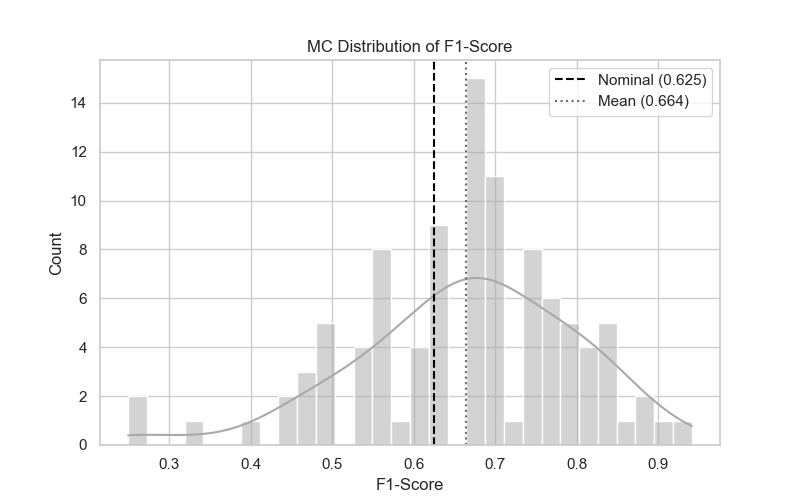 MC Distribution of F1-Score
Nominal (0.625)
Mean (0.664)
Count
14
12
10
8
6
4
2
0
0.3 0.4 0.5 0.6 0.7 0.8 0.9
F1-Score